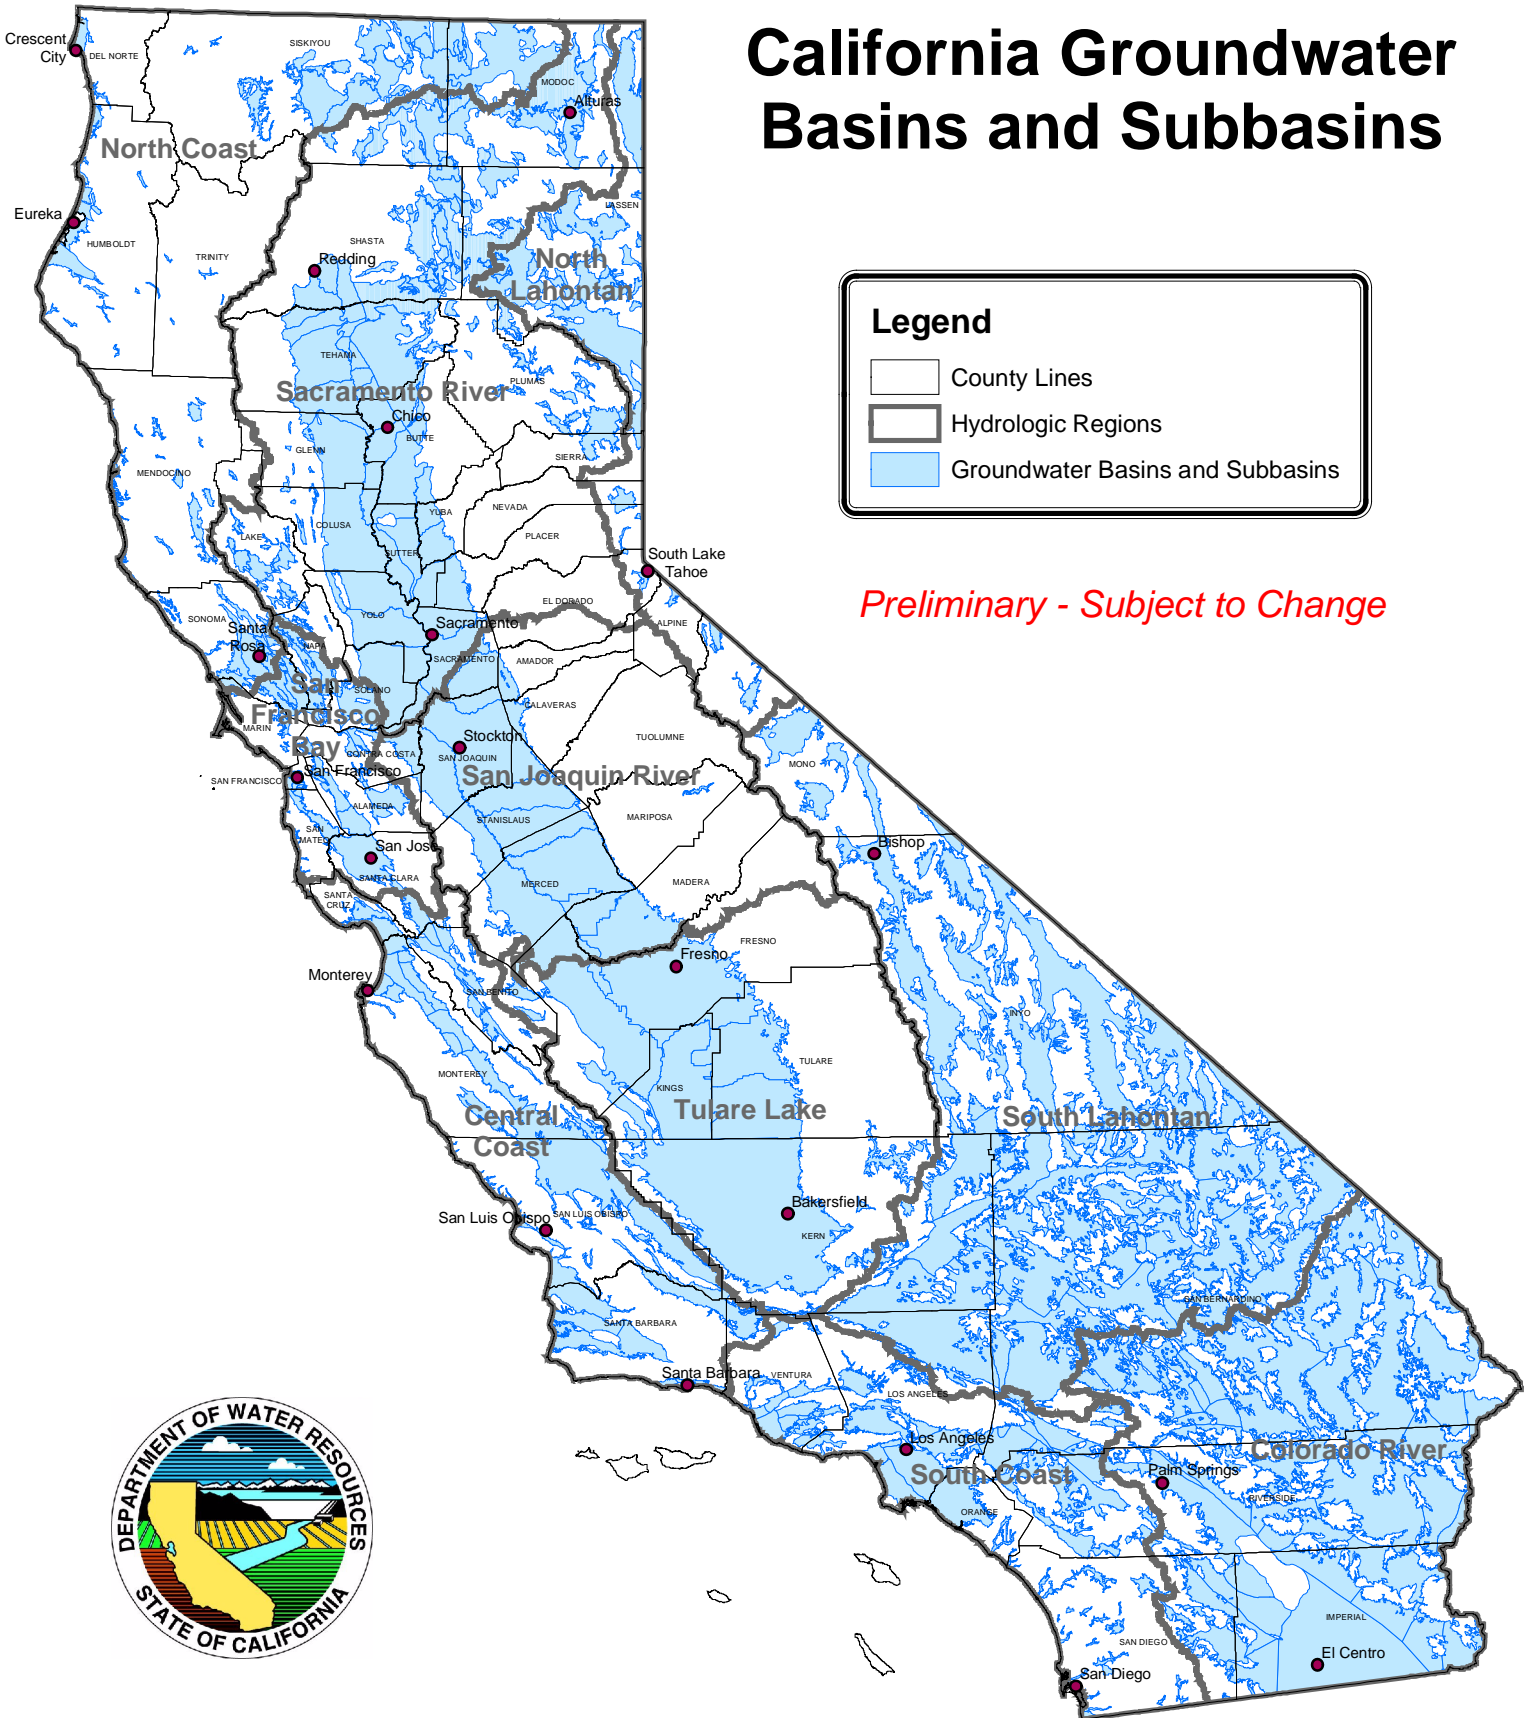 California Groundwater
Basins and Subbasins
Legend
County Lines
Hydrologic Regions
Groundwater Basins and Subbasins
Preliminary - Subject to Change
Crescent
City
DEL NORTE
SISKIYOU
MODOC
Alturas
North Coast
Eureka
HUMBOLDT
TRINITY
SHASTA
Redding
LASSEN
North
Lahontan
TEHAMA
Sacramento River
PLUMAS
Chico
BUTTE
GLENN
SIERRA
MENDOCINO
COLUSA
YUBA
NEVADA
LAKE
SUTTER
PLACER
South Lake
Tahoe
EL DORADO
SONOMA
Santa
Rosa
NAPA
YOLO
Sacramento
ALPINE
SACRAMENTO
AMADOR
SOLANO
San
Francisco
Bay
MARIN
CALAVERAS
TUOLUMNE
Stockton
CONTRA COSTA
SAN JOAQUIN
San Joaquin River
MONO
SAN FRANCISCO
San Francisco
ALAMEDA
STANISLAUS
MARIPOSA
SAN
MATEO
San Jose
Bishop
SANTA CLARA
MERCED
MADERA
SANTA
CRUZ
FRESNO
Fresno
Monterey
SAN BENITO
INYO
MONTEREY
KINGS
TULARE
Central
Coast
Tulare Lake
South Lahontan
Bakersfield
KERN
San Luis Obispo
SAN LUIS OBISPO
SAN BERNARDINO
SANTA BARBARA
Santa Barbara
VENTURA
LOS ANGELES
Los Angeles
South Coast
Colorado River
Palm Springs
RIVERSIDE
ORANGE
IMPERIAL
SAN DIEGO
El Centro
San Diego
DEPARTMENT OF WATER RESOURCES
STATE OF CALIFORNIA